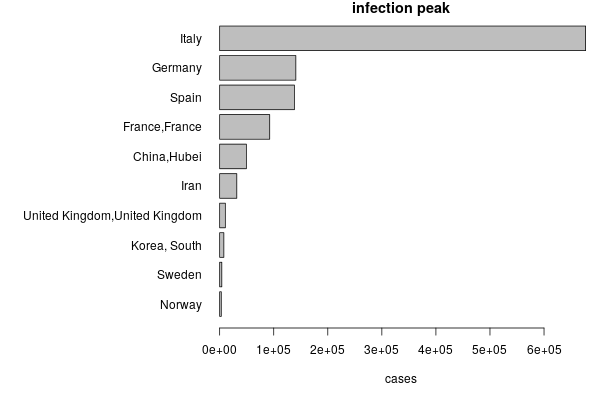 infection peak
Italy
Germany
Spain
France,France
China,Hubei
Iran
United Kingdom,United Kingdom
Korea, South
Sweden
Norway
0e+00 1e+05 2e+05 3e+05 4e+05 5e+05 6e+05
cases